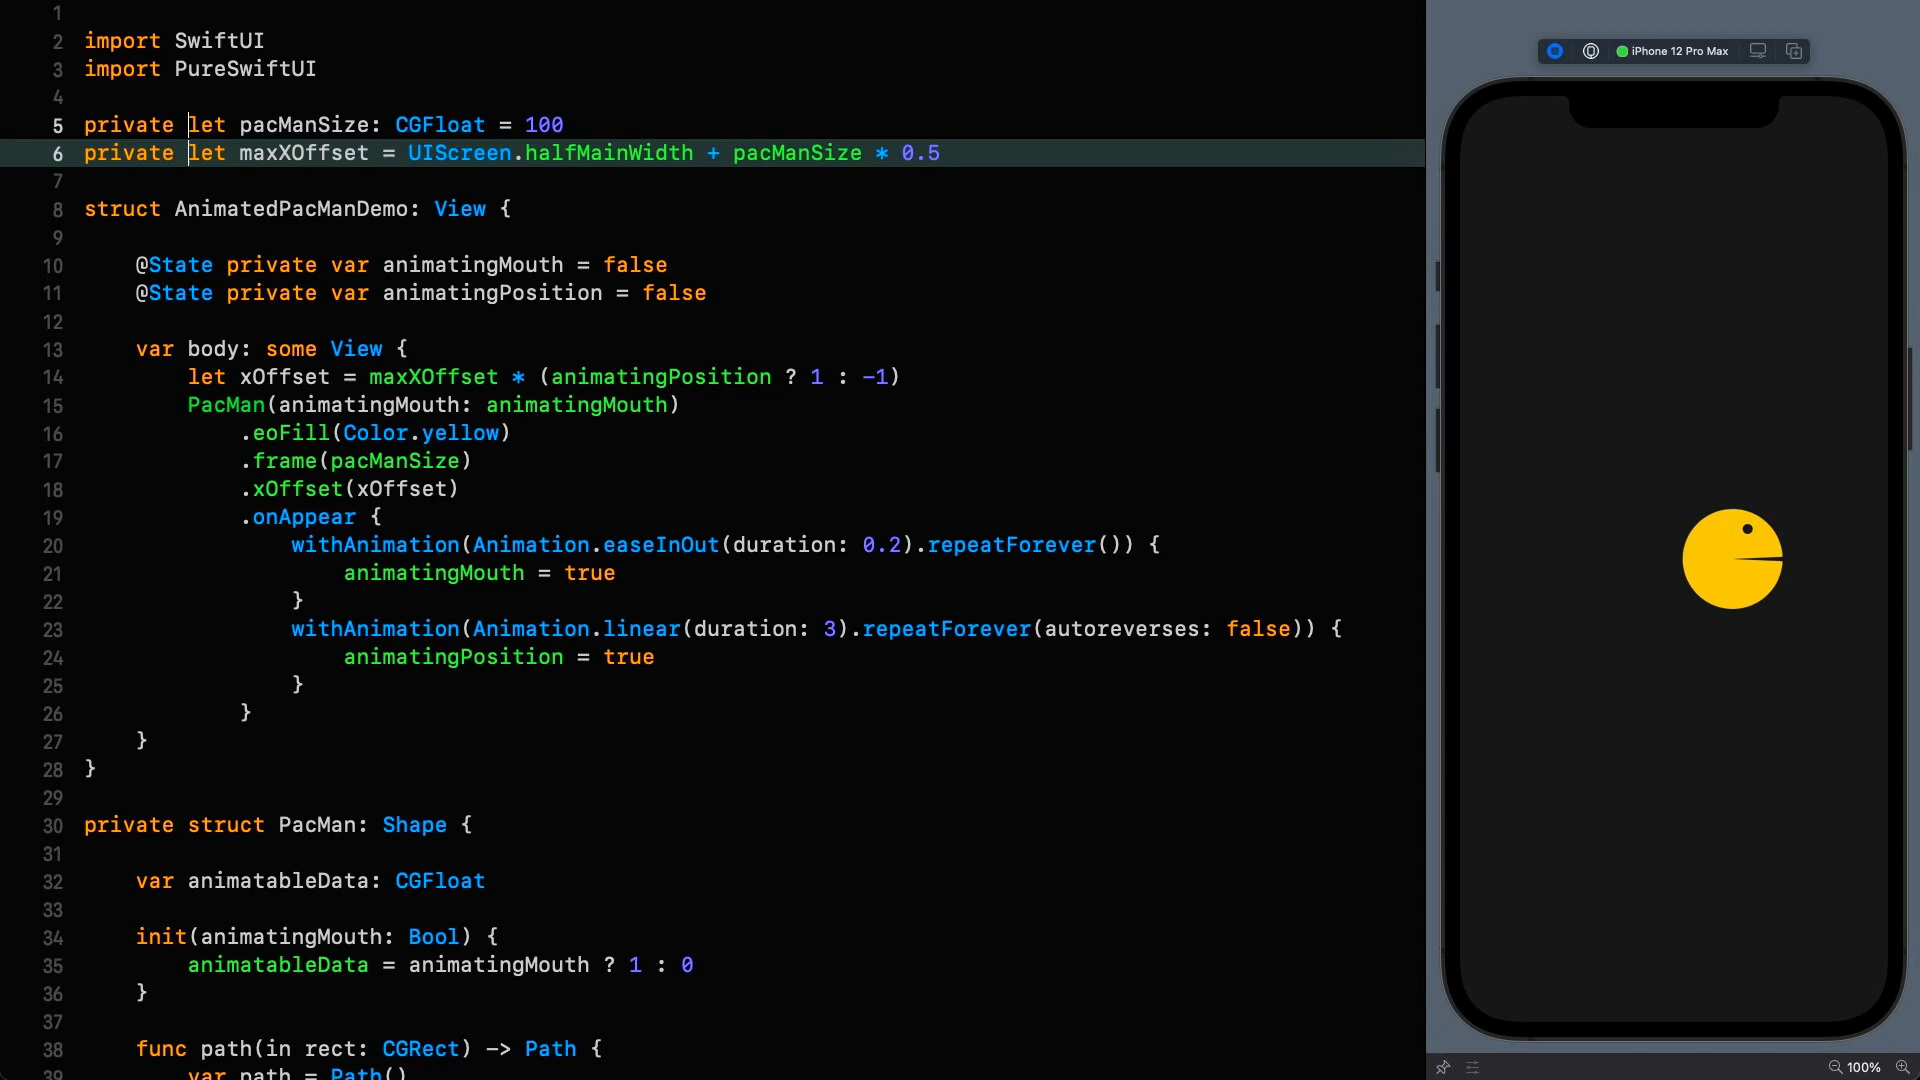 1
2 import SwiftUI
3 import PureSwiftUI
4
5 private let pacManSize: CGFloat = 100
6 private let maxXOffset = UIScreen.halfMainWidth + pacManSize * 0.5
7
8 struct AnimatedPacManDemo: View {
9
10     @State private var animatingMouth = false
11     @State private var animatingPosition = false
12
13     var body: some View {
14         let xOffset = maxXOffset * (animatingPosition ? 1 : -1)
15         PacMan(animatingMouth: animatingMouth)
16             .eoFill(Color.yellow)
17             .frame(pacManSize)
18             .xOffset(xOffset)
19             .onAppear {
20                 withAnimation(Animation.easeInOut(duration: 0.2).repeatForever()) {
21                     animatingMouth = true
22                 }
23                 withAnimation(Animation.linear(duration: 3).repeatForever(autoreverses: false)) {
24                     animatingPosition = true
25                 }
26             }
27     }
28 }
29
30 private struct PacMan: Shape {
31
32     var animatableData: CGFloat
33
34     init(animatingMouth: Bool) {
35         animatableData = animatingMouth ? 1 : 0
36     }
37
38     func path(in rect: CGRect) -> Path {
39         var path = Path()
iPhone 12 Pro Max
100%